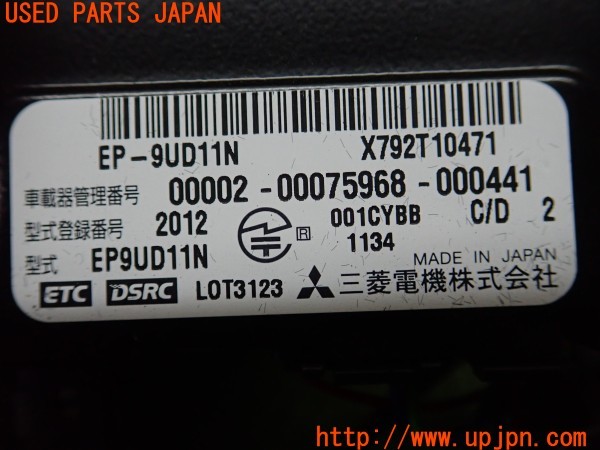 USED PARTS JAPAN
EP-9UD11N X792T10471
車載器管理番号 00002-00075968-000441
型式登録番号 2012 R 001CYBB C/D 2
型式 EP9UD11N 1134
MADE IN JAPAN
ETC DSRC LOT3123 三菱電機株式会社
http://www.upjpn.com/